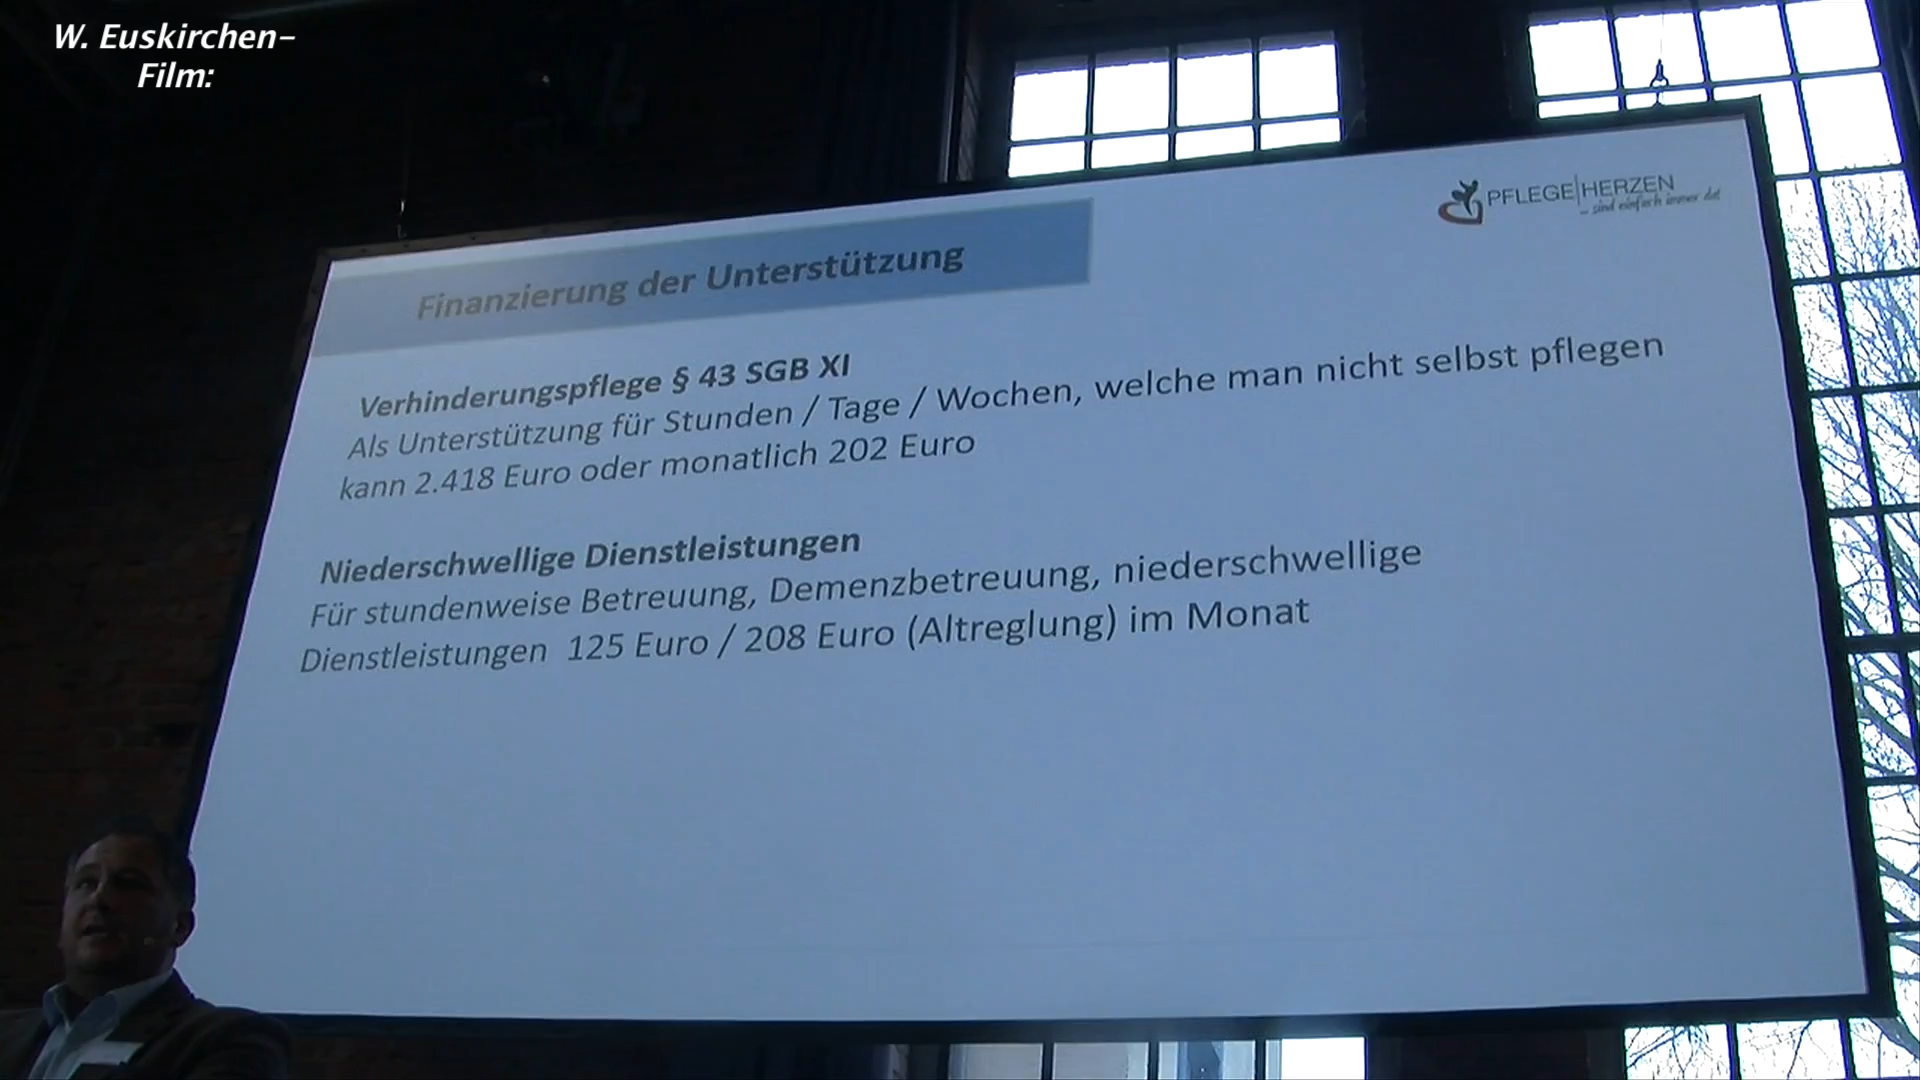 W. Euskirchen-
Film:
PFLEGE|HERZEN
... sind einfach immer da!
Finanzierung der Unterstützung
Verhinderungspflege § 43 SGB XI
Als Unterstützung für Stunden / Tage / Wochen, welche man nicht selbst pflegen
kann 2.418 Euro oder monatlich 202 Euro
Niederschwellige Dienstleistungen
Für stundenweise Betreuung, Demenzbetreuung, niederschwellige
Dienstleistungen 125 Euro / 208 Euro (Altreglung) im Monat